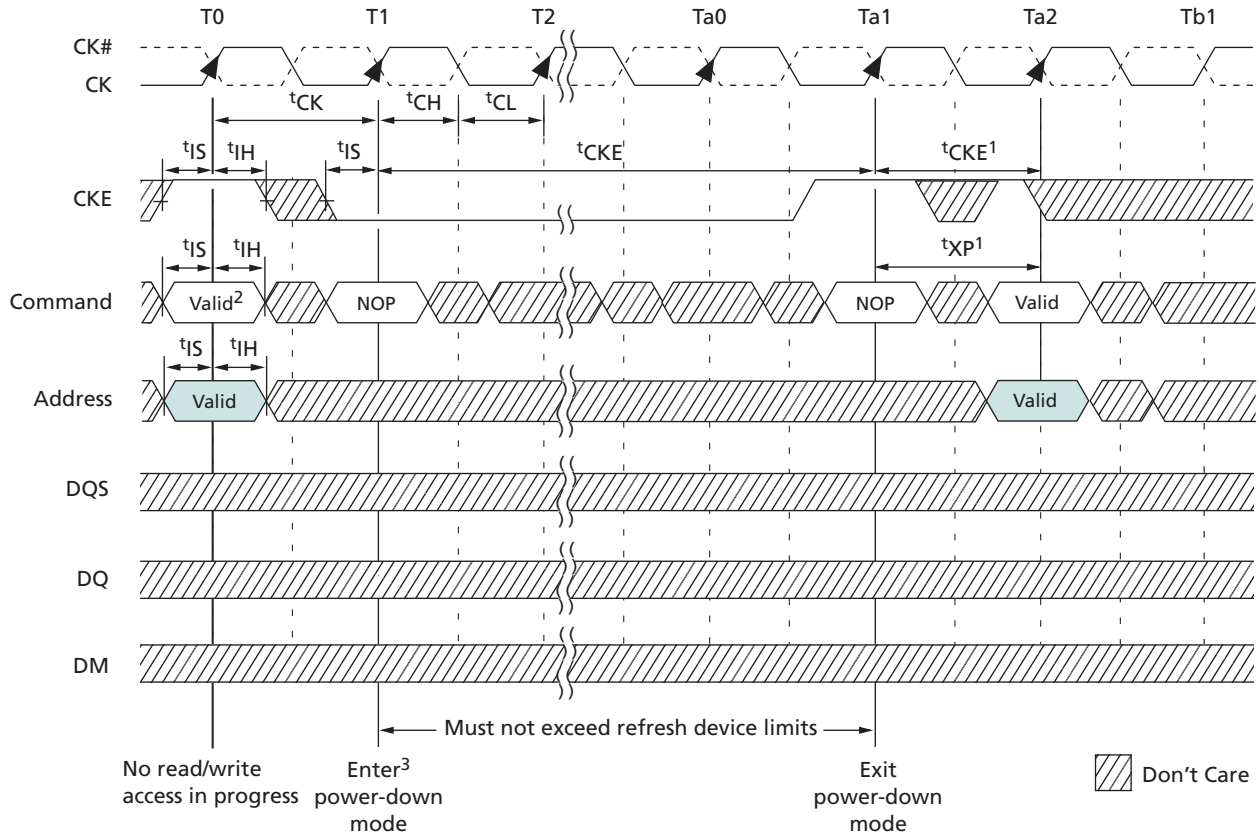 T0 T1 T2 Ta0 Ta1 Ta2 Tb1
CK#
CK
tCK tCH tCL
tIS tIH tIS tCKE tCKE1
CKE
tIS tIH tXP1
Command Valid2 NOP NOP Valid
tIS tIH
Address Valid Valid
DQS
DQ
DM
Must not exceed refresh device limits
No read/write
access in progress
Enter3
power-down
mode
Exit
power-down
mode
Don't Care